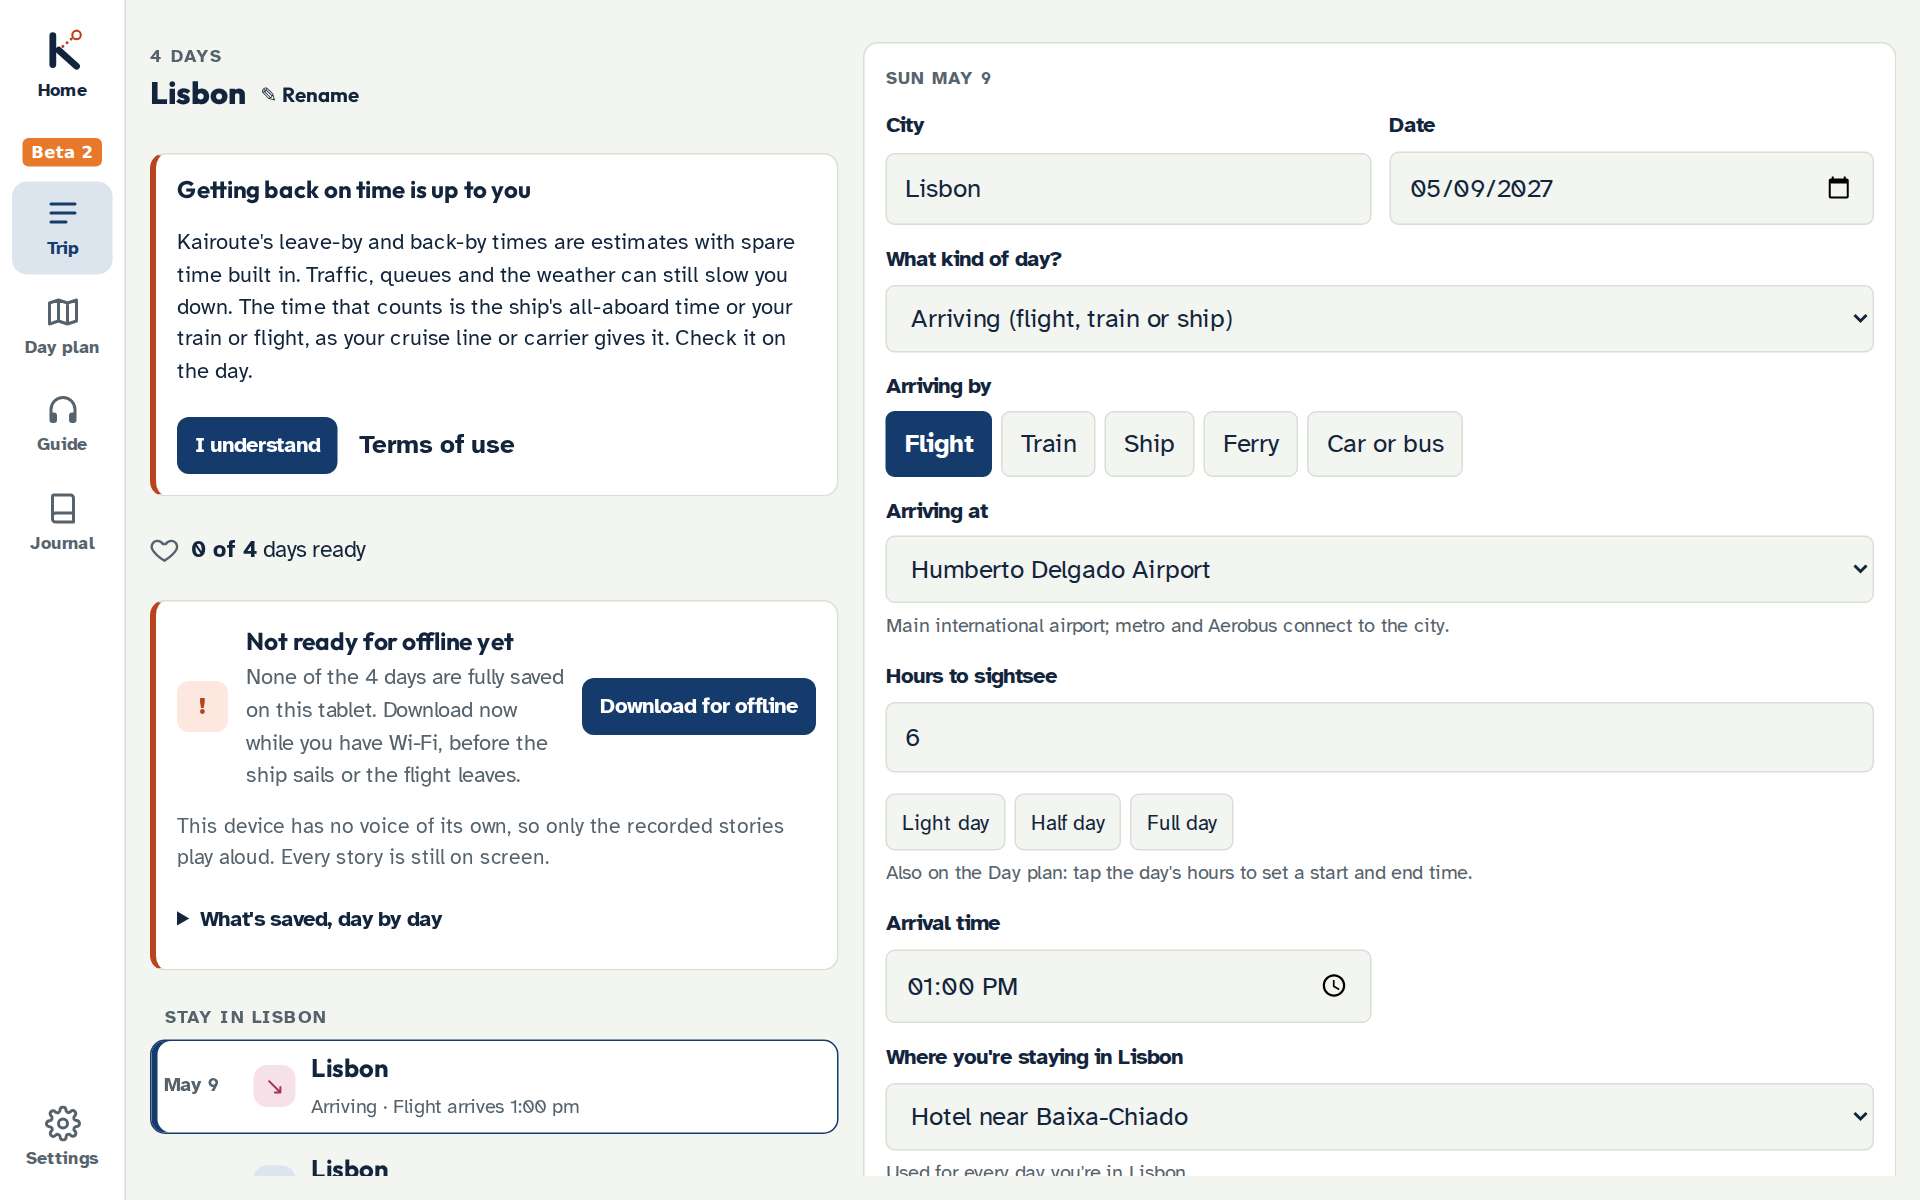 Home
Beta 2
Trip
Day plan
Guide
Journal
Settings
4 DAYS
Lisbon ✎ Rename
Getting back on time is up to you
Kairoute's leave-by and back-by times are estimates with spare
time built in. Traffic, queues and the weather can still slow you
down. The time that counts is the ship's all-aboard time or your
train or flight, as your cruise line or carrier gives it. Check it on
the day.
I understand
Terms of use
0 of 4 days ready
!
Not ready for offline yet
None of the 4 days are fully saved
on this tablet. Download now
while you have Wi-Fi, before the
ship sails or the flight leaves.
Download for offline
This device has no voice of its own, so only the recorded stories
play aloud. Every story is still on screen.
What's saved, day by day
STAY IN LISBON
May 9
Lisbon
Arriving · Flight arrives 1:00 pm
Lisbon
SUN MAY 9
City
Lisbon
Date
05/09/2027
What kind of day?
Arriving (flight, train or ship)
Arriving by
Flight
Train
Ship
Ferry
Car or bus
Arriving at
Humberto Delgado Airport
Main international airport; metro and Aerobus connect to the city.
Hours to sightsee
6
Light day
Half day
Full day
Also on the Day plan: tap the day's hours to set a start and end time.
Arrival time
01:00 PM
Where you're staying in Lisbon
Hotel near Baixa-Chiado
Used for every day you're in Lisbon